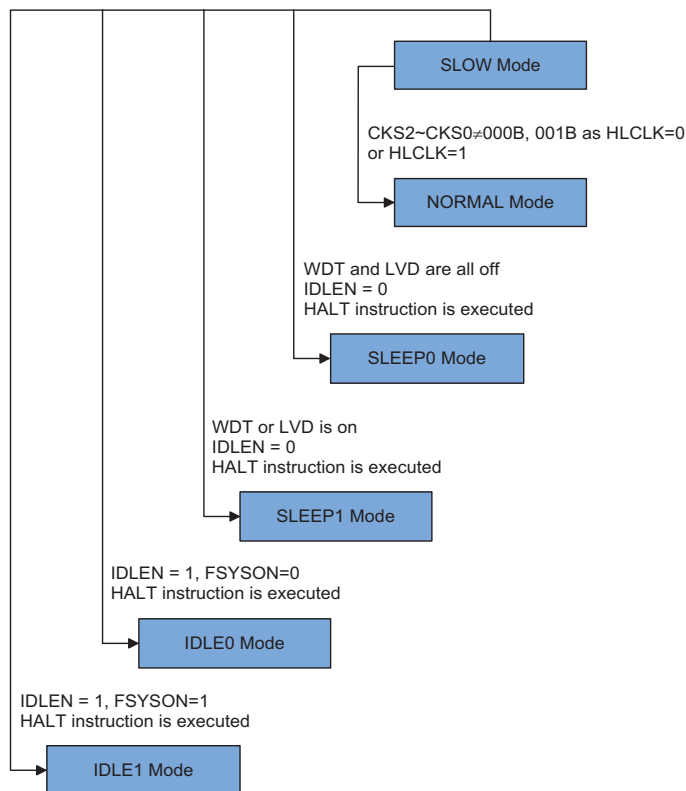 SLOW Mode
CKS2~CKS0≠000B, 001B as HLCLK=0
or HLCLK=1
NORMAL Mode
WDT and LVD are all off
IDLEN = 0
HALT instruction is executed
SLEEP0 Mode
WDT or LVD is on
IDLEN = 0
HALT instruction is executed
SLEEP1 Mode
IDLEN = 1, FSYSON=0
HALT instruction is executed
IDLE0 Mode
IDLEN = 1, FSYSON=1
HALT instruction is executed
IDLE1 Mode